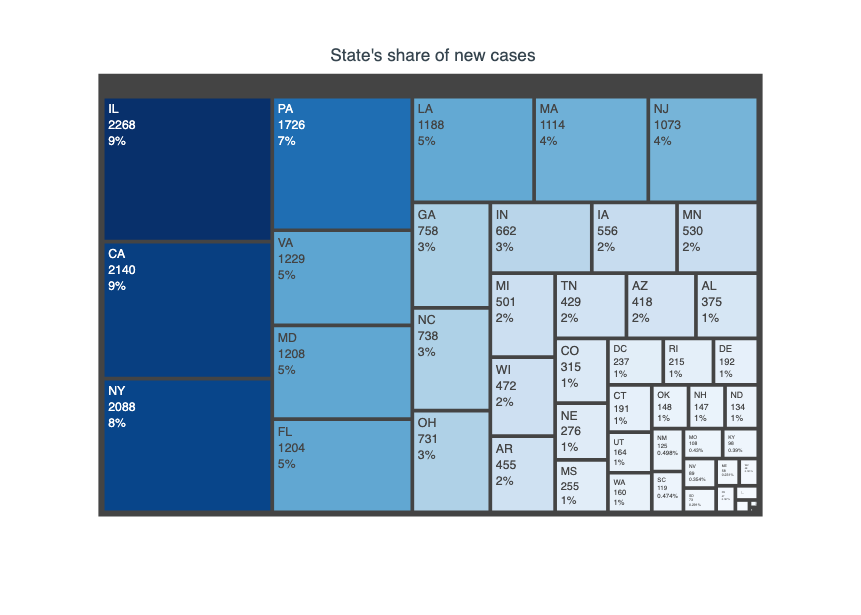 State's share of new cases
IL
2268
9%
CA
2140
9%
NY
2088
8%
PA
1726
7%
VA
1229
5%
MD
1208
5%
FL
1204
5%
LA
1188
5%
MA
1114
4%
NJ
1073
4%
GA
758
3%
NC
738
3%
OH
731
3%
IN
662
3%
IA
556
2%
MN
530
2%
MI
501
2%
WI
472
2%
AR
455
2%
TN
429
2%
AZ
418
2%
AL
375
1%
CO
315
1%
NE
276
1%
MS
255
1%
DC
237
1%
RI
215
1%
DE
192
1%
CT
191
1%
UT
164
1%
WA
160
1%
OK
148
1%
NH
147
1%
ND
134
1%
NM
125
0.498%
SC
119
0.474%
MO
108
0.43%
KY
98
0.39%
NV
89
0.354%
SD